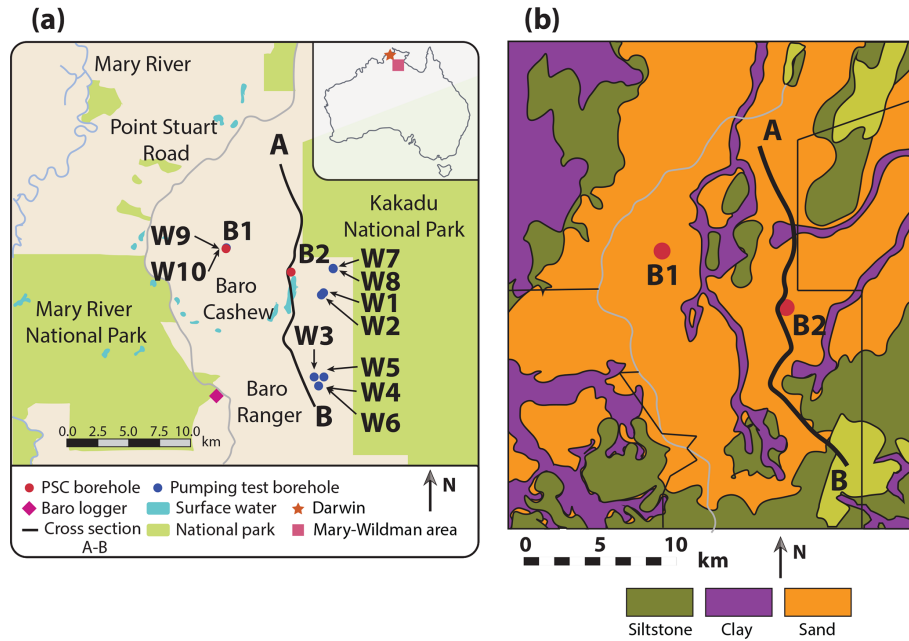 (a)
Mary River
Point Stuart
Road
A
Kakadu
National Park
W9
B1
W10
B2
W7
W8
Baro
Cashew
W1
W2
Mary River
National Park
W3
W5
Baro
Ranger
W4
B
W6
0.0 2.5 5.0 7.5 10.0 km
N
PSC borehole
Pumping test borehole
Baro logger
Surface water
Darwin
Cross section
A-B
National park
Mary-Wildman area
(b)
A
B1
B2
B
0 5 10
km
N
Siltstone
Clay
Sand